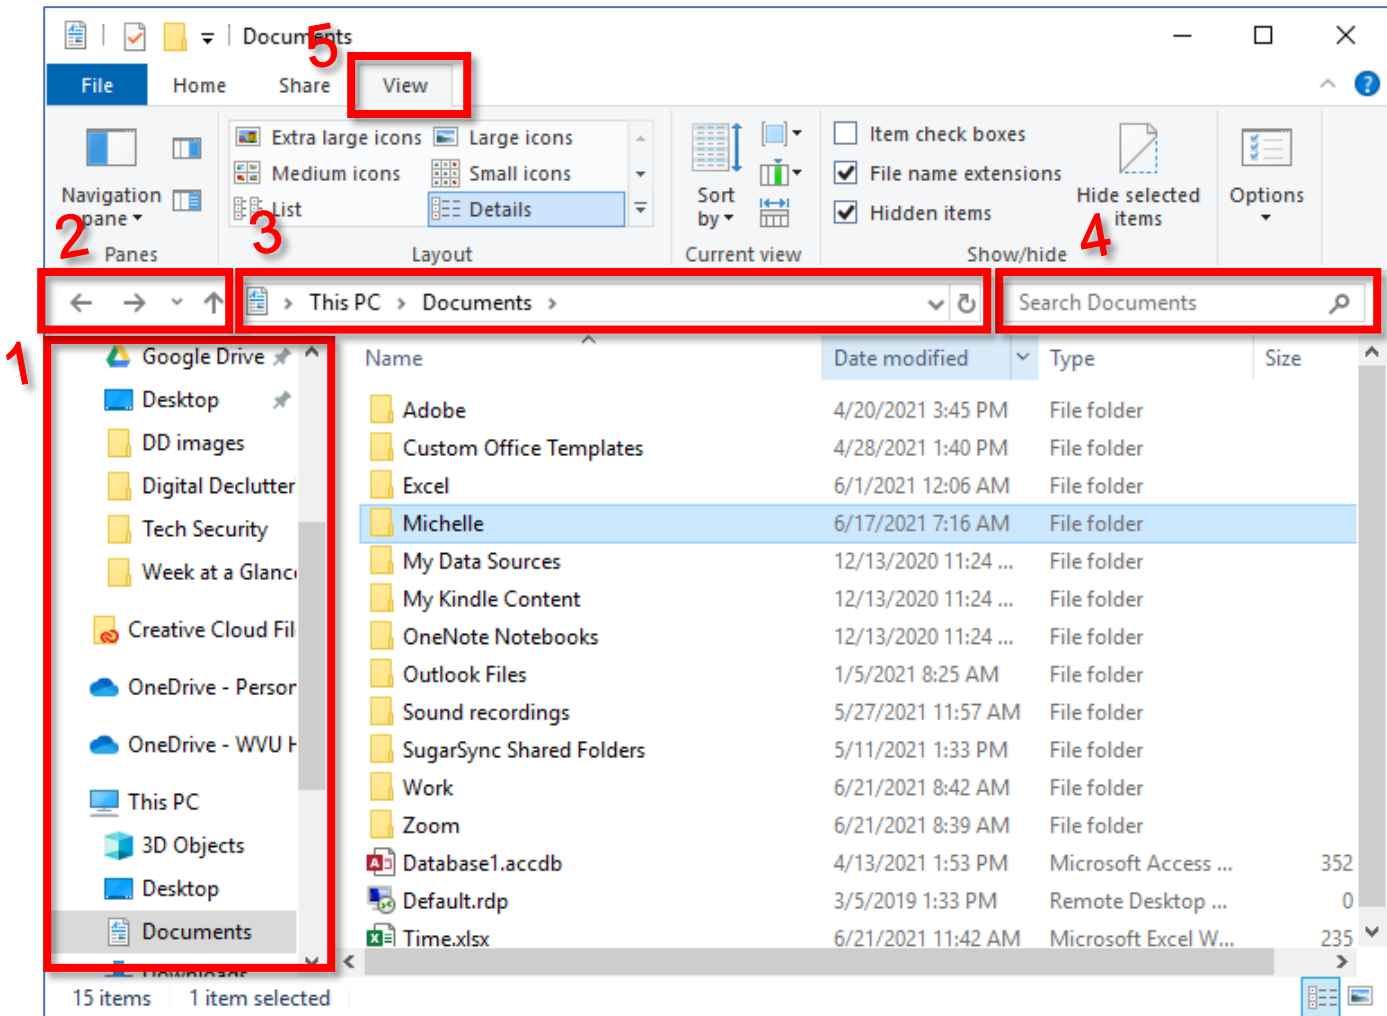 Documents
5
File Home Share View
Extra large icons Large icons
Medium icons Small icons
List Details
Navigation pane
Panes
Layout
Sort by
Current view
Item check boxes
File name extensions
Hidden items
Hide selected items
Show/hide
Options
2
3
4
This PC > Documents >
Search Documents
1
Google Drive
Desktop
DD images
Digital Declutter
Tech Security
Week at a Glanc
Creative Cloud Fil
OneDrive - Person
OneDrive - WVU H
This PC
3D Objects
Desktop
Documents
Downloads
Name Date modified Type Size
Adobe 4/20/2021 3:45 PM File folder
Custom Office Templates 4/28/2021 1:40 PM File folder
Excel 6/1/2021 12:06 AM File folder
Michelle 6/17/2021 7:16 AM File folder
My Data Sources 12/13/2020 11:24 ... File folder
My Kindle Content 12/13/2020 11:24 ... File folder
OneNote Notebooks 12/13/2020 11:24 ... File folder
Outlook Files 1/5/2021 8:25 AM File folder
Sound recordings 5/27/2021 11:57 AM File folder
SugarSync Shared Folders 5/11/2021 1:33 PM File folder
Work 6/21/2021 8:42 AM File folder
Zoom 6/21/2021 8:39 AM File folder
Database1.accdb 4/13/2021 1:53 PM Microsoft Access ... 352
Default.rdp 3/5/2019 1:33 PM Remote Desktop ... 0
Time.xlsx 6/21/2021 11:42 AM Microsoft Excel W... 235
15 items 1 item selected